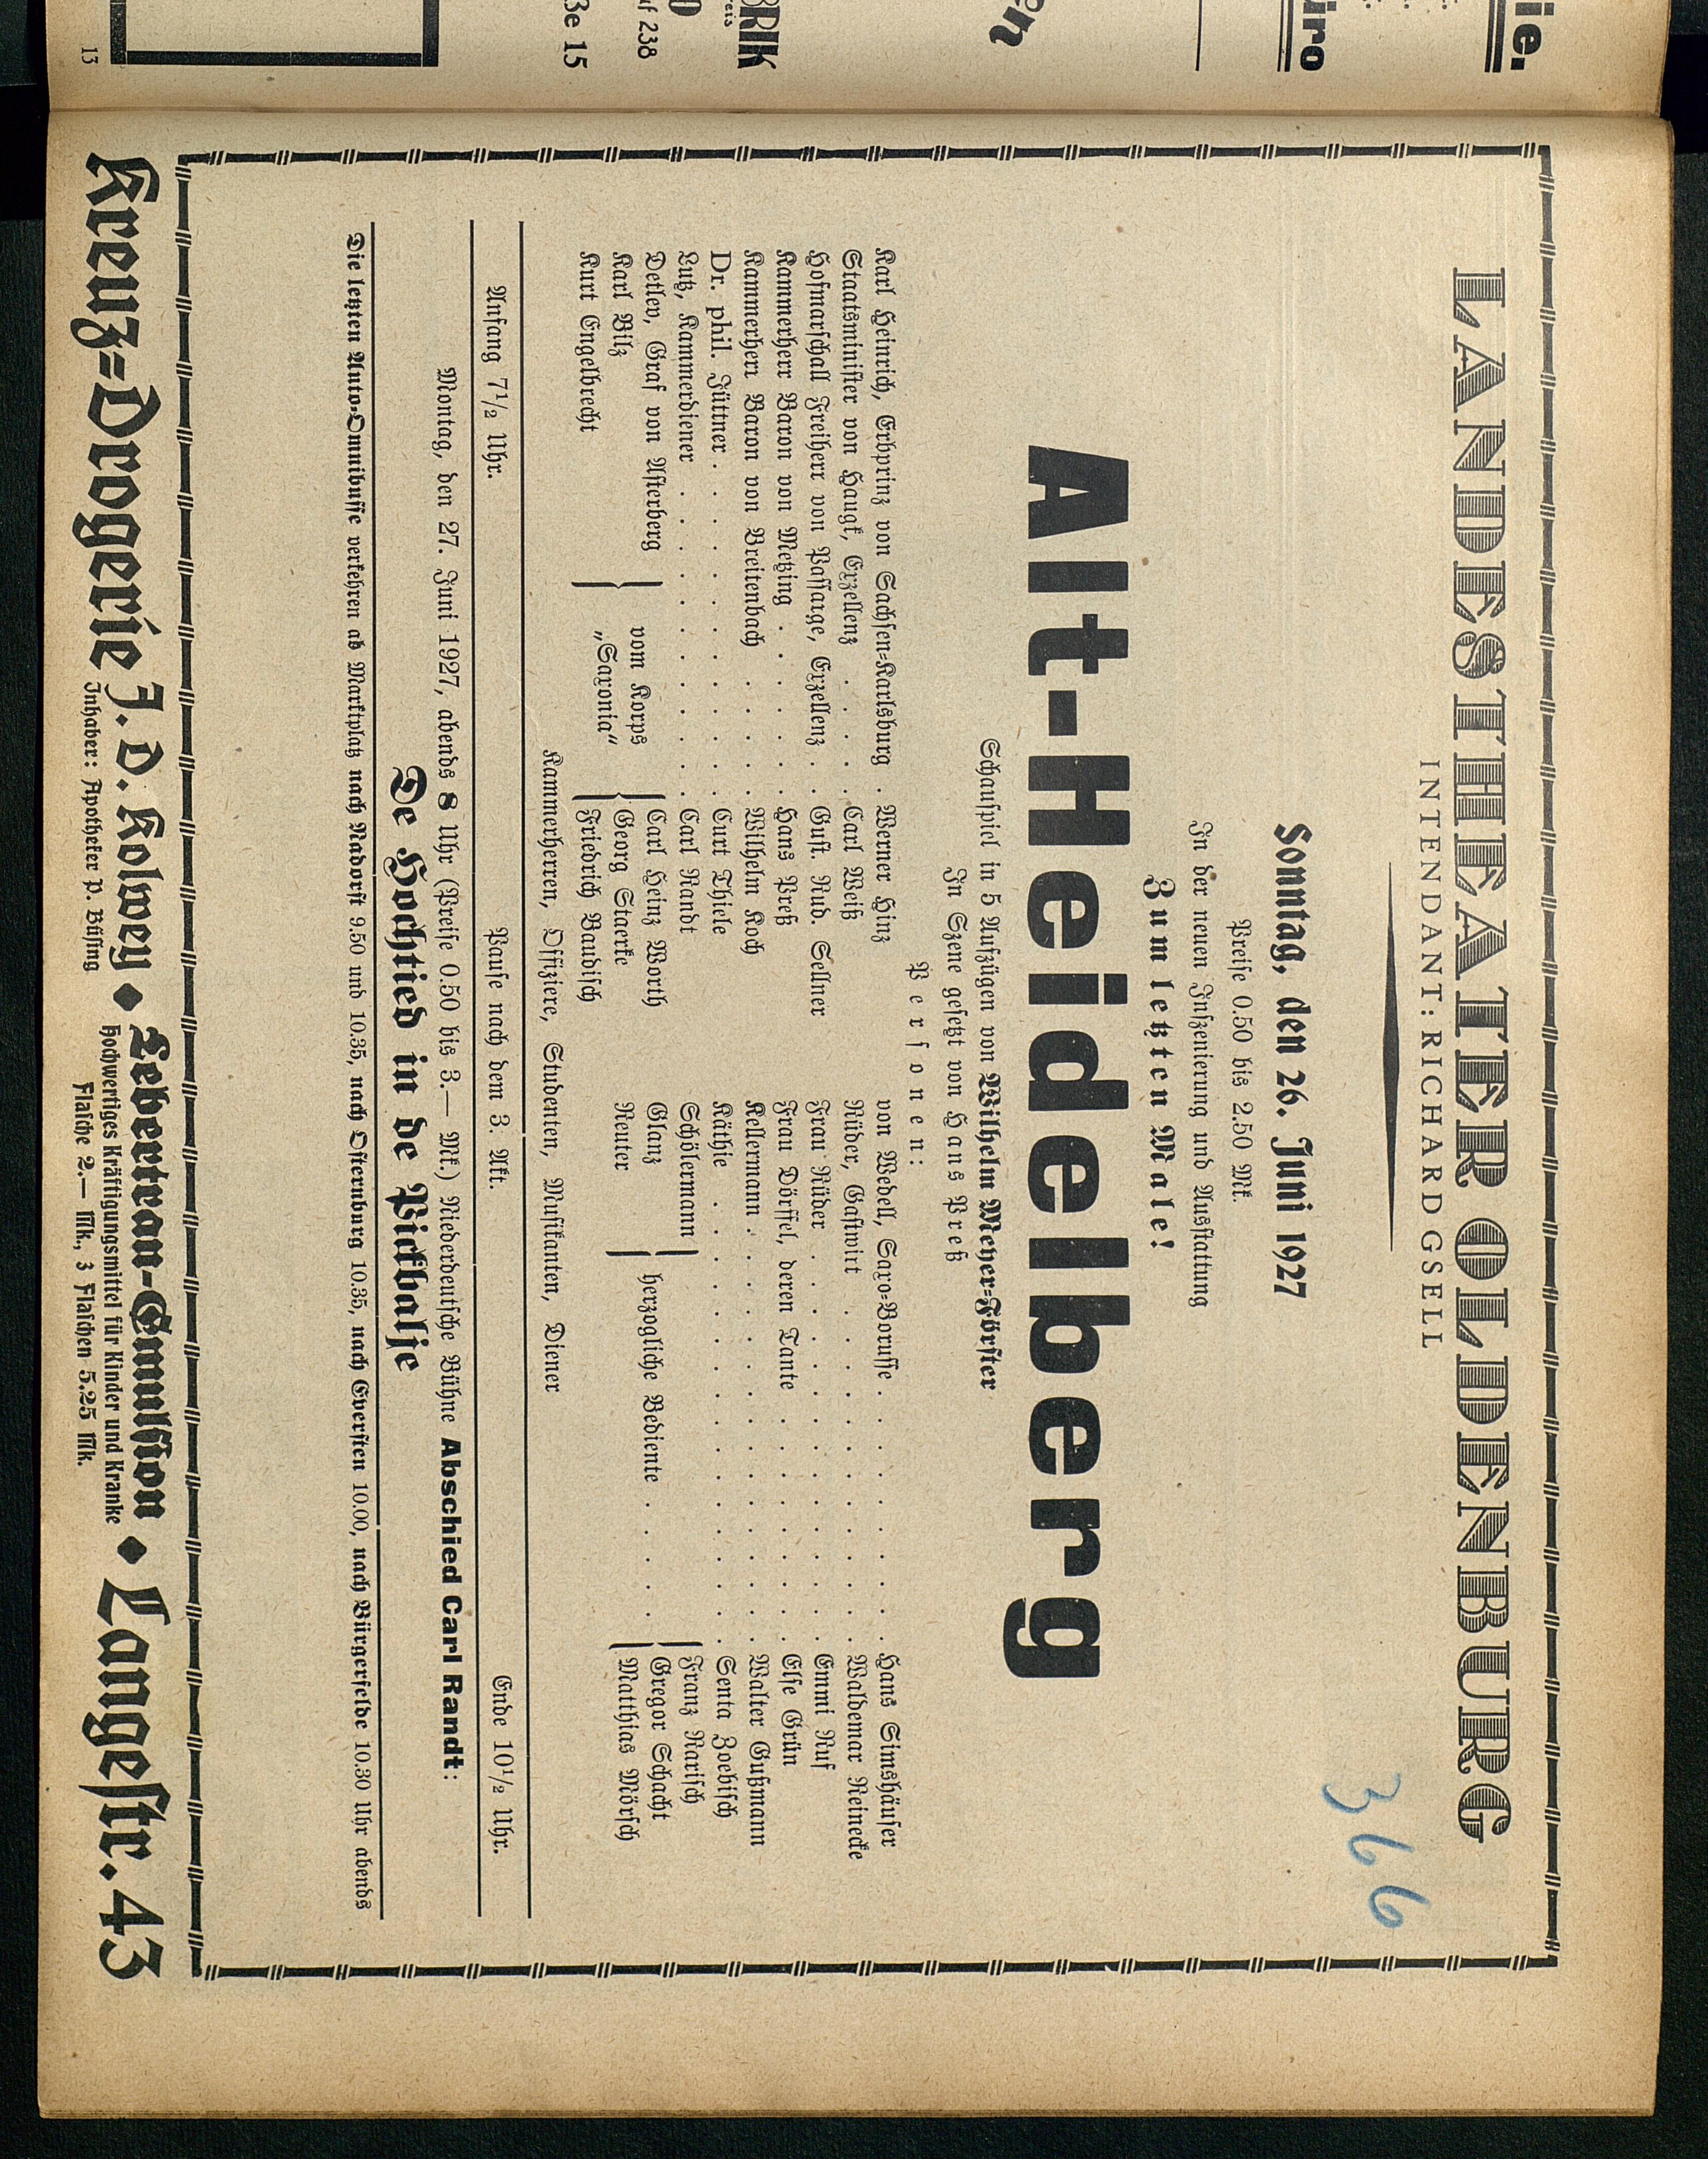 LANDESTHEATER OLDENBURG
INTENDANT: RICHARD GSELL
366
Sonntag, den 26. Juni 1927
Preise 0.50 bis 2.50 Mk.
In der neuen Inszenierung und Ausstattung
Zum letzten Male!
Alt-Heidelberg
Schauspiel in 5 Aufzügen von Wilhelm Meyer-Förster
In Szene gesetzt von Hans Preß
Personen:
Karl Heinrich, Erbprinz von Sachsen-Karlsburg . Werner Hinz
Staatsminister von Haugk, Exzellenz . . . . Carl Weiß
Hofmarschall Freiherr von Passarge, Exzellenz . . Gust. Rud. Sellner
Kammerherr Baron von Metzing . . . . . Hans Preß
Kammerherr Baron von Breitenbach . . . . Wilhelm Koch
Dr. phil. Jüttner . . . . . . . . Curt Thiele
Lutz, Kammerdiener . . . . . . . Carl Randt
Detlev, Graf von Asterberg } vom Korps „Saxonia“ { Carl Heinz Worth
Karl Bilz Georg Staerke
Kurt Engelbrecht Friedrich Baudisch
von Wedell, Saxo-Borusse . . . . . . Hans Simshäuser
Rüder, Gastwirt . . . . . . . Waldemar Reinecke
Frau Rüder . . . . . . . . Emmi Ruf
Frau Dörffel, deren Tante . . . . . . Else Grün
Kellermann . . . . . . . . Walter Gußmann
Käthie . . . . . . . . . Senta Zoebisch
Schölermann } herzogliche Bediente . . . { Franz Rarisch
Glanz Gregor Schacht
Reuter Matthias Mörsch
Kammerherren, Offiziere, Studenten, Musikanten, Diener
Anfang 7½ Uhr. Pause nach dem 3. Akt. Ende 10½ Uhr.
Montag, den 27. Juni 1927, abends 8 Uhr (Preise 0.50 bis 3.— Mk.) Niederdeutsche Bühne Abschied Carl Randt:
De Hochtied in de Pickbalje
Die letzten Auto-Omnibusse verkehren ab Marktplatz nach Nadorst 9.50 und 10.35, nach Osternburg 10.35, nach Eversten 10.00, nach Bürgerfelde 10.30 Uhr abends
Kreuz-Drogerie J. D. Kolwey ◆ Lebertran-Emulsion ◆ Langestr. 43
Inhaber: Apotheker P. Büsing
Hochwertiges Kräftigungsmittel für Kinder und Kranke
Flasche 2.— Mk., 3 Flaschen 5.25 Mk.
13